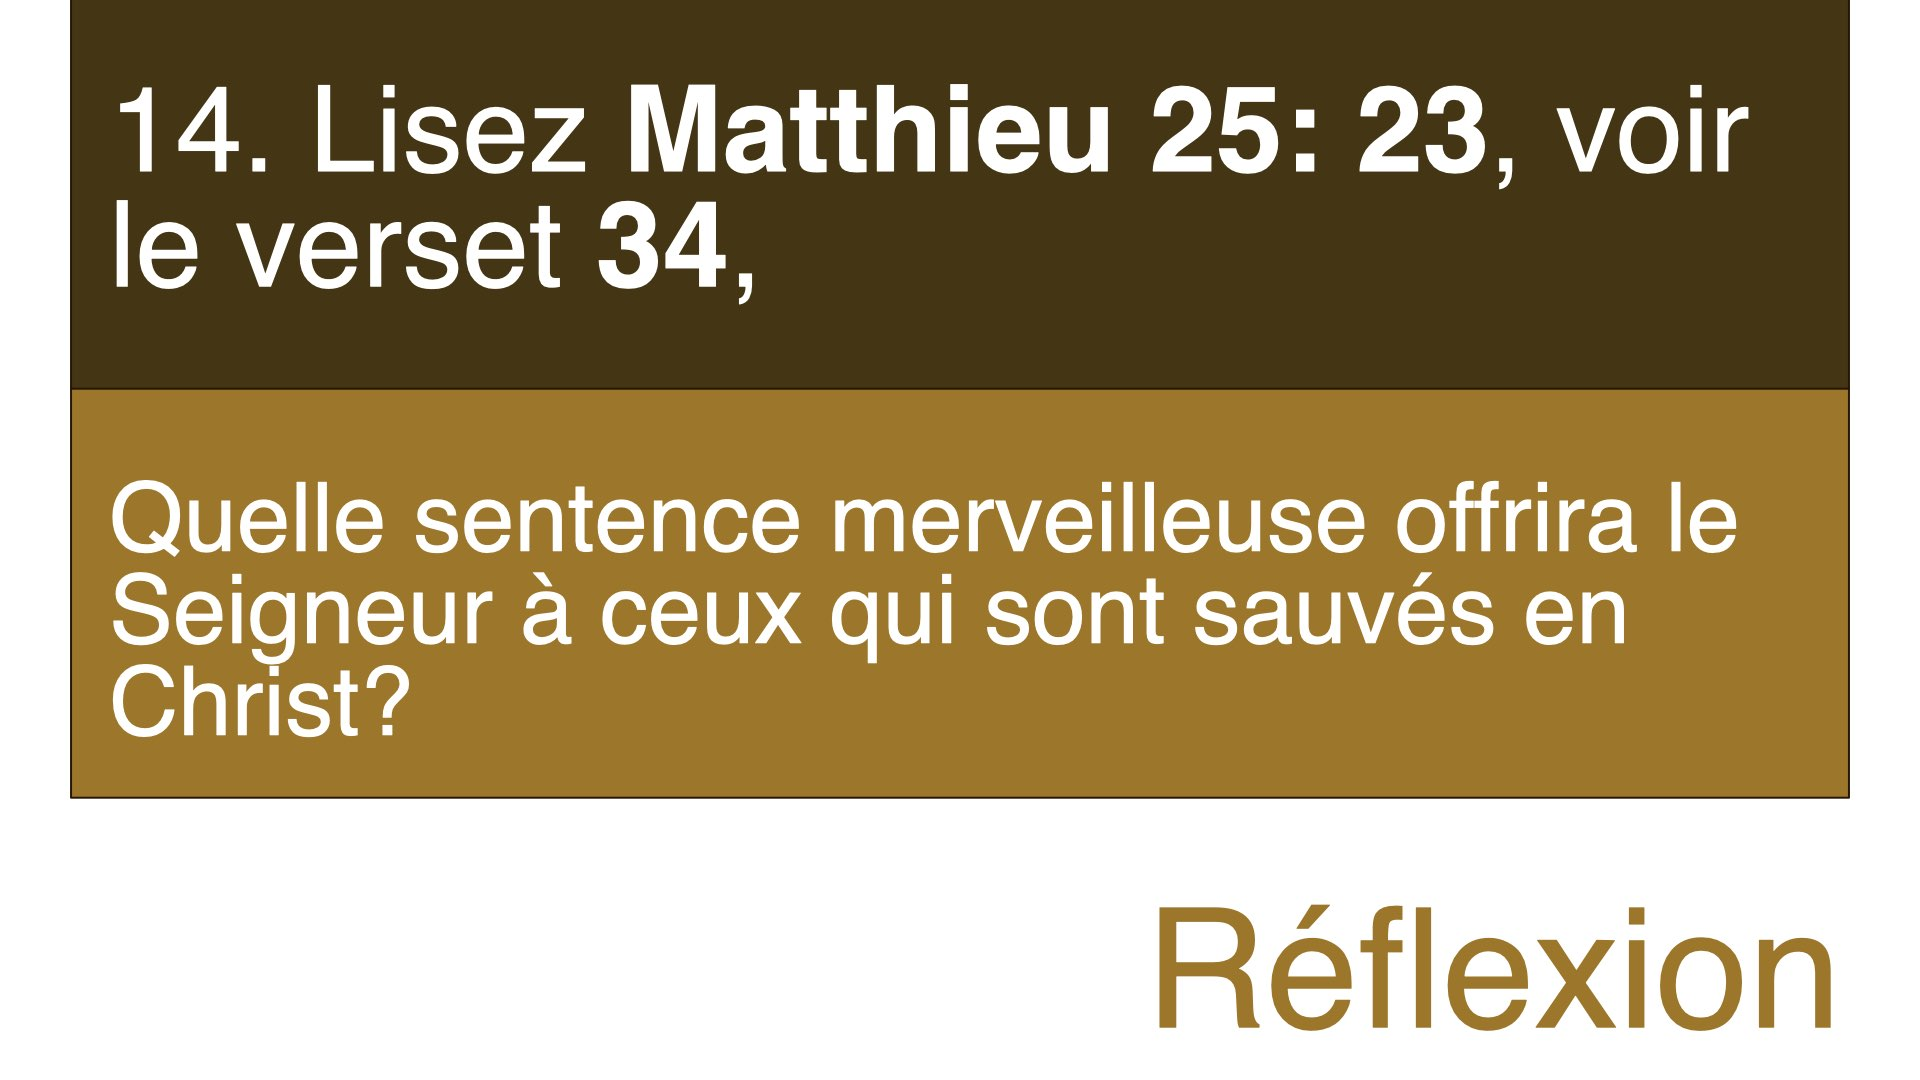 14. Lisez Matthieu 25: 23, voir
le verset 34,
Quelle sentence merveilleuse offrira le
Seigneur à ceux qui sont sauvés en
Christ?
Réflexion